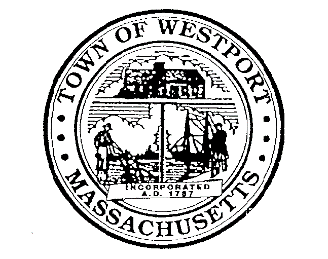 TOWN OF WESTPORT
INCORPORATED
A.D. 1787
MASSACHUSETTS